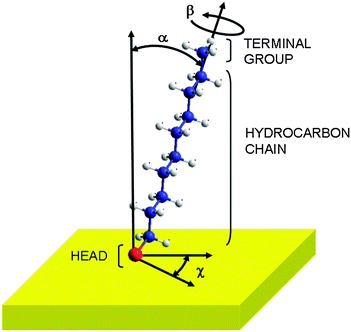 β
α
TERMINAL
GROUP
HYDROCARBON
CHAIN
HEAD
χ